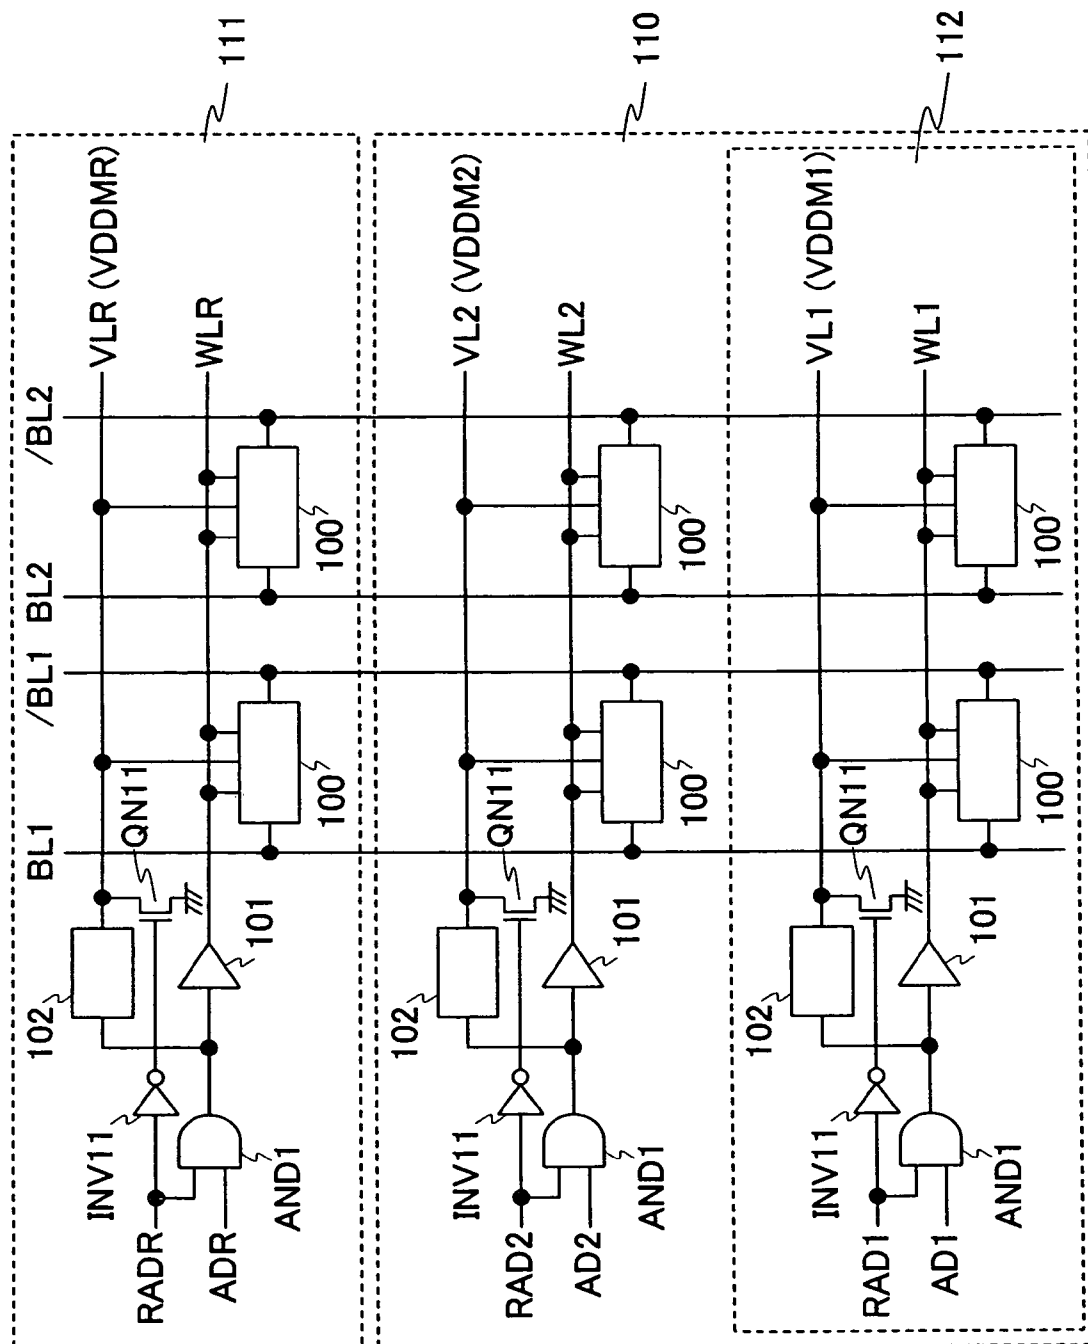 111
VLR (VDDMR)
WLR
/BL2
BL2
/BL1
BL1
100
100
QN11
101
102
INV11
AND1
RADR
ADR
110
VL2 (VDDM2)
WL2
100
100
QN11
101
102
INV11
AND1
RAD2
AD2
112
VL1 (VDDM1)
WL1
100
100
QN11
101
102
INV11
AND1
RAD1
AD1